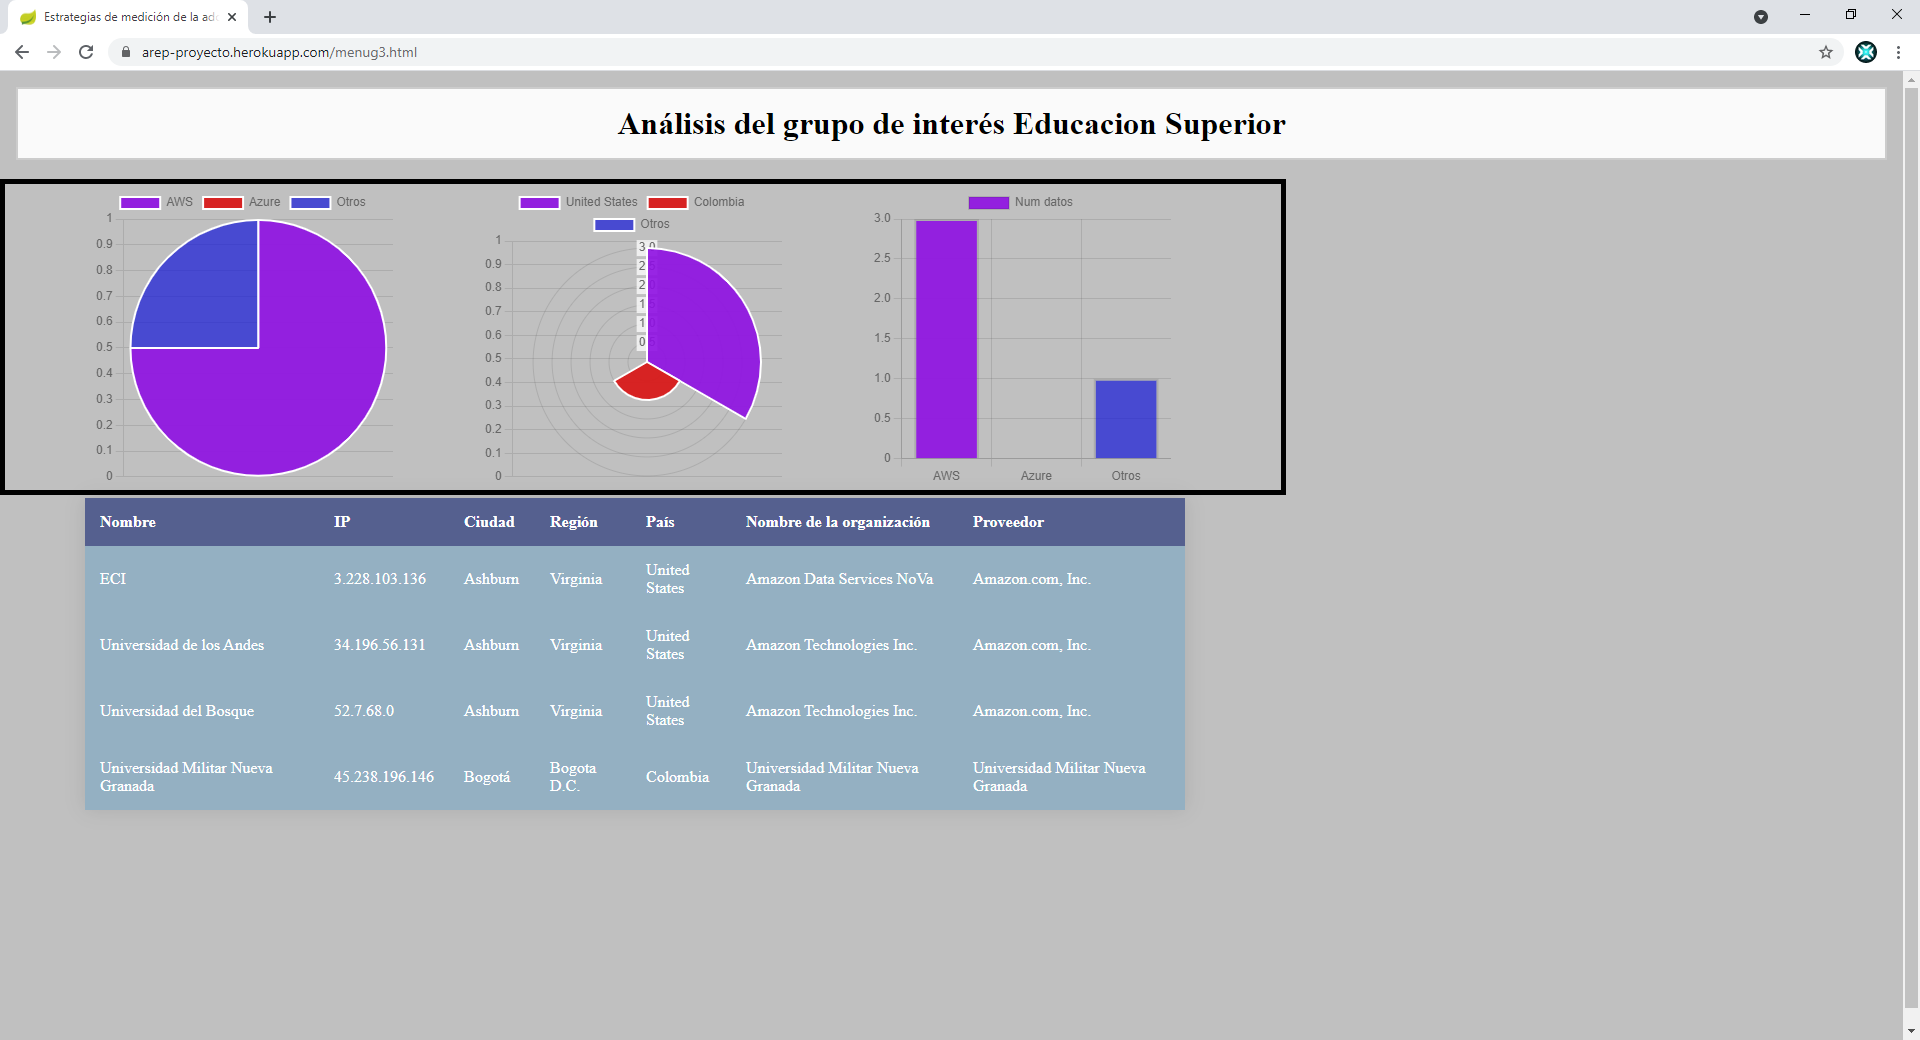 Estrategias de medición de la ad
arep-proyecto.herokuapp.com/menug3.html
Análisis del grupo de interés Educacion Superior
AWS Azure Otros
1
0.9
0.8
0.7
0.6
0.5
0.4
0.3
0.2
0.1
0
United States Colombia
Otros
1
0.9
0.8
0.7
0.6
0.5
0.4
0.3
0.2
0.1
0
3.0
2
2
1
1
0
Num datos
3.0
2.5
2.0
1.5
1.0
0.5
0
AWS Azure Otros
Nombre IP Ciudad Región País Nombre de la organización Proveedor
ECI 3.228.103.136 Ashburn Virginia United States Amazon Data Services NoVa Amazon.com, Inc.
Universidad de los Andes 34.196.56.131 Ashburn Virginia United States Amazon Technologies Inc. Amazon.com, Inc.
Universidad del Bosque 52.7.68.0 Ashburn Virginia United States Amazon Technologies Inc. Amazon.com, Inc.
Universidad Militar Nueva Granada 45.238.196.146 Bogotá Bogota D.C. Colombia Universidad Militar Nueva Granada Universidad Militar Nueva Granada